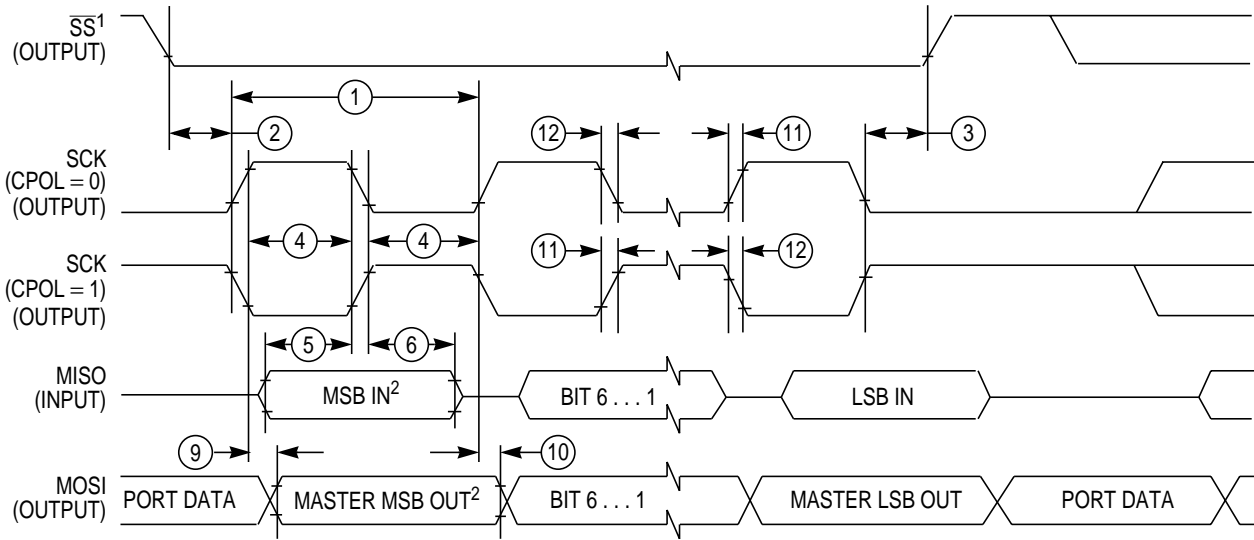 SS¹
(OUTPUT)
1
2
12
11
3
SCK
(CPOL = 0)
(OUTPUT)
4
4
SCK
(CPOL = 1)
(OUTPUT)
11
12
5
6
MISO
(INPUT)
MSB IN²
BIT 6 . . . 1
LSB IN
9
10
MOSI
(OUTPUT)
PORT DATA
MASTER MSB OUT²
BIT 6 . . . 1
MASTER LSB OUT
PORT DATA